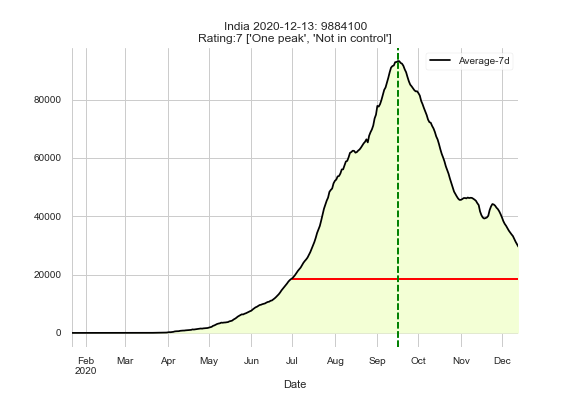 India 2020-12-13: 9884100
Rating:7 ['One peak', 'Not in control']
Average-7d
80000
60000
40000
20000
0
Feb Mar Apr May Jun Jul Aug Sep Oct Nov Dec
2020
Date